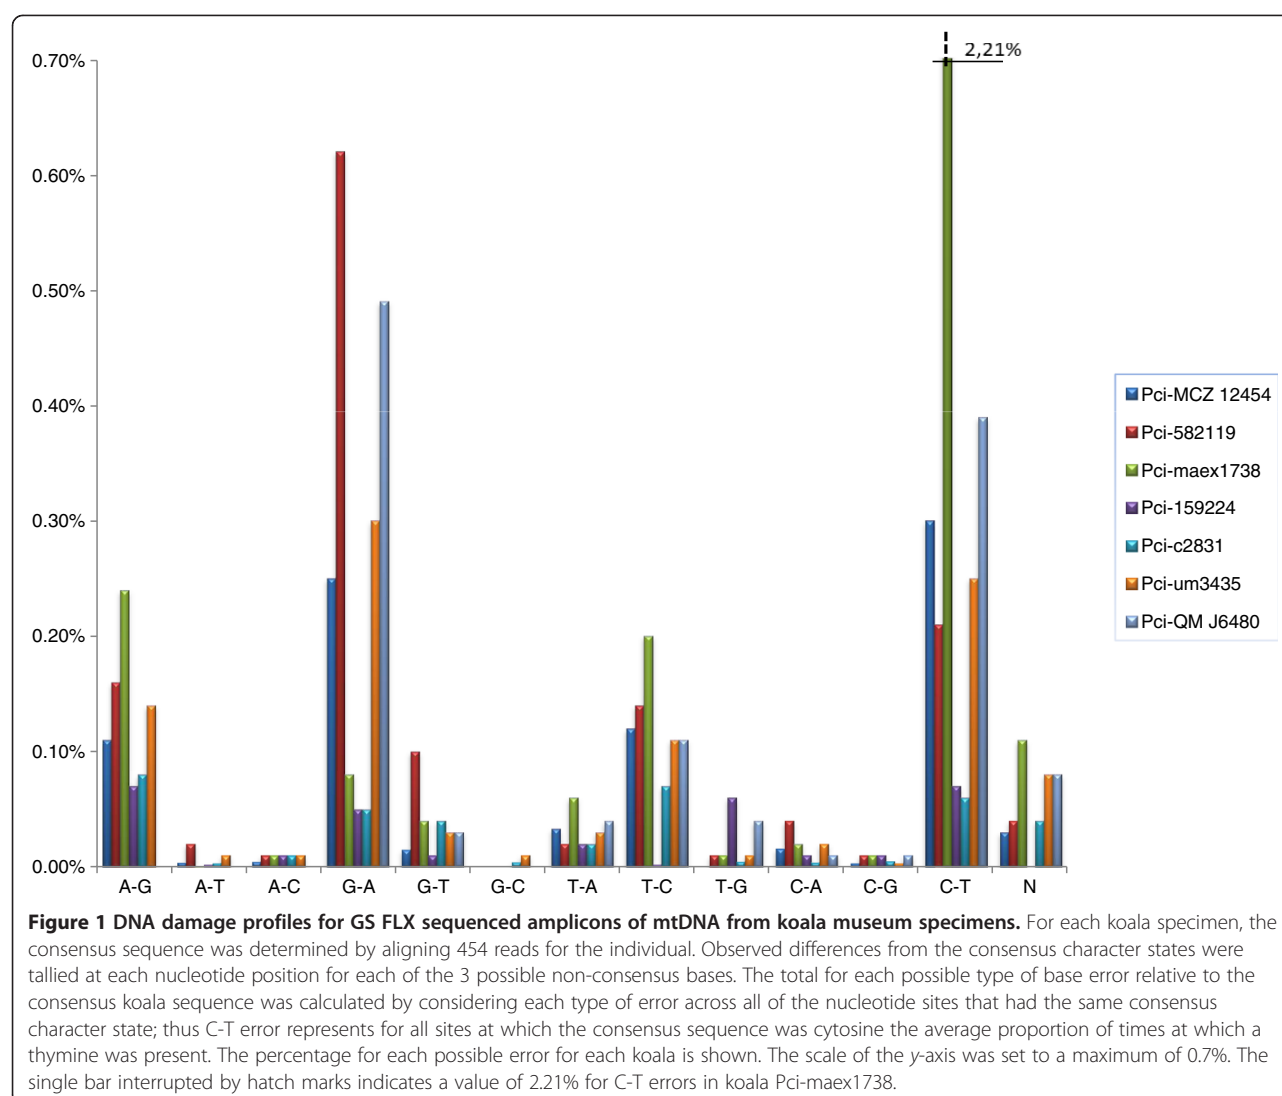 2,21%
0.70%
0.60%
0.50%
0.40%
0.30%
0.20%
0.10%
0.00%
A-G A-T A-C G-A G-T G-C T-A T-C T-G C-A C-G C-T N
Pci-MCZ 12454
Pci-582119
Pci-maex1738
Pci-159224
Pci-c2831
Pci-um3435
Pci-QM J6480
Figure 1 DNA damage profiles for GS FLX sequenced amplicons of mtDNA from koala museum specimens. For each koala specimen, the
consensus sequence was determined by aligning 454 reads for the individual. Observed differences from the consensus character states were
tallied at each nucleotide position for each of the 3 possible non-consensus bases. The total for each possible type of base error relative to the
consensus koala sequence was calculated by considering each type of error across all of the nucleotide sites that had the same consensus
character state; thus C-T error represents for all sites at which the consensus sequence was cytosine the average proportion of times at which a
thymine was present. The percentage for each possible error for each koala is shown. The scale of the y-axis was set to a maximum of 0.7%. The
single bar interrupted by hatch marks indicates a value of 2.21% for C-T errors in koala Pci-maex1738.